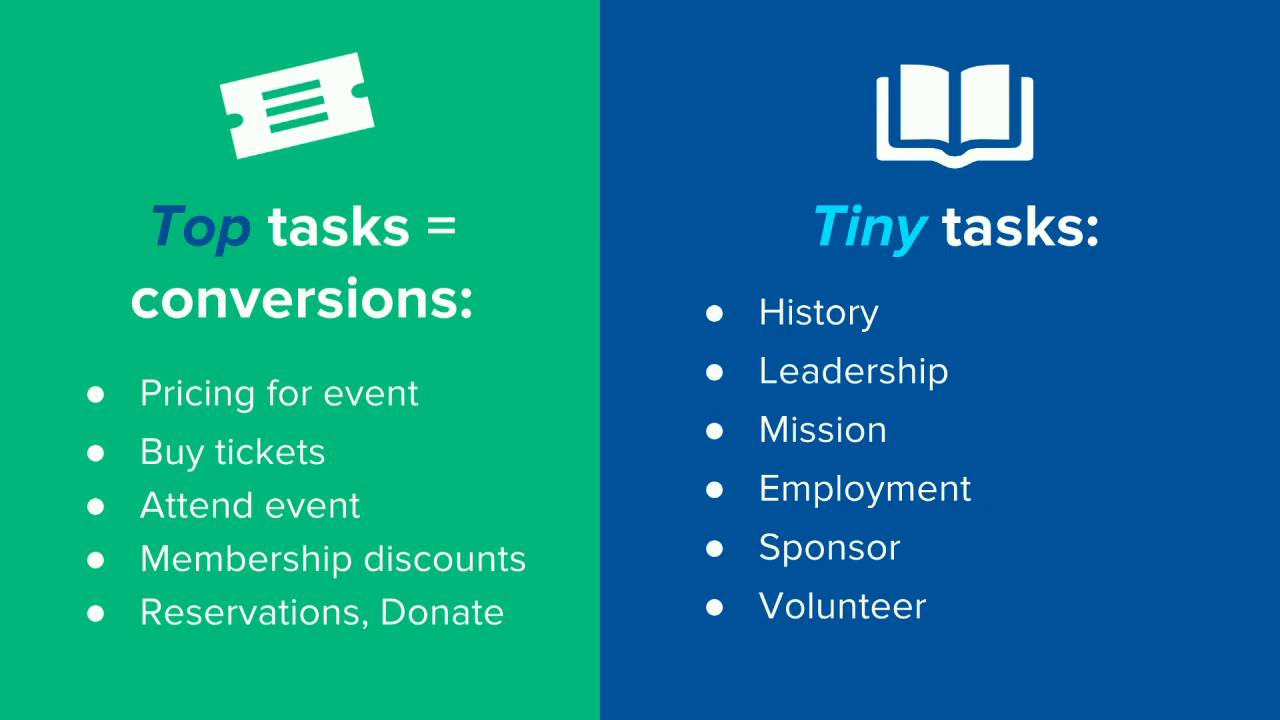 Top tasks =
conversions:
● Pricing for event
● Buy tickets
● Attend event
● Membership discounts
● Reservations, Donate
Tiny tasks:
● History
● Leadership
● Mission
● Employment
● Sponsor
● Volunteer